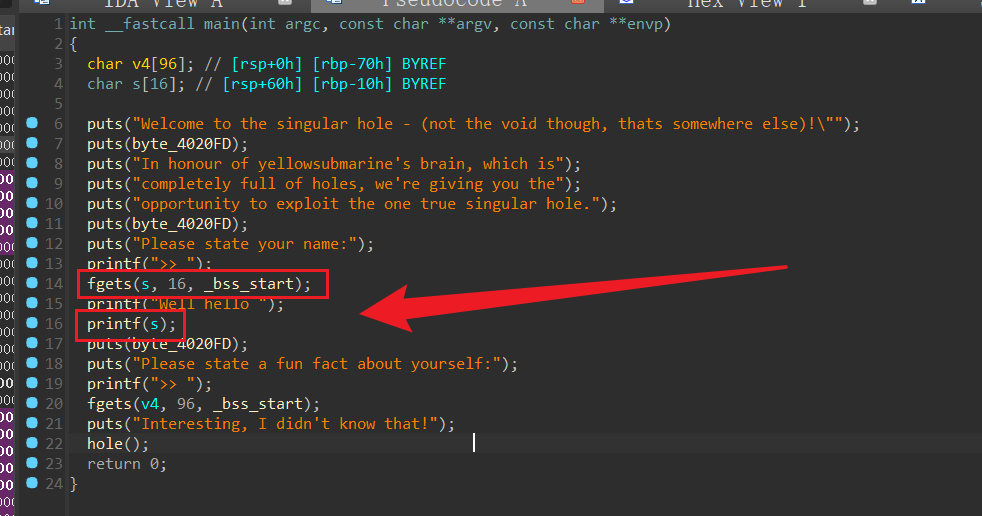 IDA View A Pseudocode A Hex View 1
1 int __fastcall main(int argc, const char **argv, const char **envp)
2 {
3 char v4[96]; // [rsp+0h] [rbp-70h] BYREF
4 char s[16]; // [rsp+60h] [rbp-10h] BYREF
5
6 puts("Welcome to the singular hole - (not the void though, thats somewhere else)!\"");
7 puts(byte_4020FD);
8 puts("In honour of yellowsubmarine's brain, which is");
9 puts("completely full of holes, we're giving you the");
10 puts("opportunity to exploit the one true singular hole.");
11 puts(byte_4020FD);
12 puts("Please state your name:");
13 printf(">> ");
14 fgets(s, 16, _bss_start);
15 printf("Well hello ");
16 printf(s);
17 puts(byte_4020FD);
18 puts("Please state a fun fact about yourself:");
19 printf(">> ");
20 fgets(v4, 96, _bss_start);
21 puts("Interesting, I didn't know that!");
22 hole();
23 return 0;
24 }